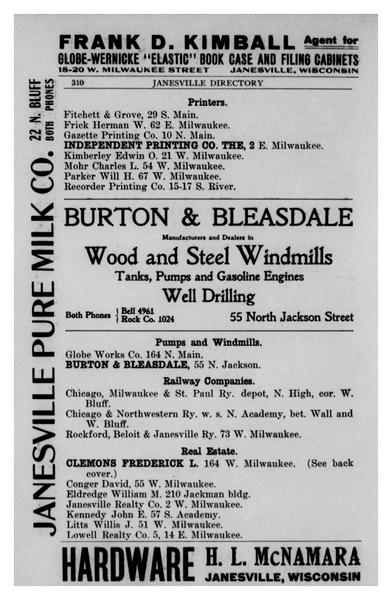 FRANK D. KIMBALL Agent for
GLOBE-WERNICKE "ELASTIC" BOOK CASE AND FILING CABINETS
18-20 W. MILWAUKEE STREET JANESVILLE, WISCONSIN
310 JANESVILLE DIRECTORY
JANESVILLE PURE MILK CO. 22 N. BLUFF
BOTH PHONES
Printers.
Fitchett & Grove, 29 S. Main.
Frick Herman W. 62 E. Milwaukee.
Gazette Printing Co. 10 N. Main.
INDEPENDENT PRINTING CO. THE, 2 E. Milwaukee.
Kimberley Edwin O. 21 W. Milwaukee.
Mohr Charles L. 54 W. Milwaukee.
Parker Will H. 67 W. Milwaukee.
Recorder Printing Co. 15-17 S. River.
BURTON & BLEASDALE
Manufacturers and Dealers in
Wood and Steel Windmills
Tanks, Pumps and Gasoline Engines
Well Drilling
Both Phones { Bell 4961
Rock Co. 1024 55 North Jackson Street
Pumps and Windmills.
Globe Works Co. 164 N. Main.
BURTON & BLEASDALE, 55 N. Jackson.
Railway Companies.
Chicago, Milwaukee & St. Paul Ry. depot, N. High, cor. W.
Bluff.
Chicago & Northwestern Ry. w. s. N. Academy, bet. Wall and
W. Bluff.
Rockford, Beloit & Janesville Ry. 73 W. Milwaukee.
Real Estate.
CLEMONS FREDERICK L. 164 W. Milwaukee. (See back
cover.)
Conger David, 55 W. Milwaukee.
Eldredge William M. 210 Jackman bldg.
Janesville Realty Co. 2 W. Milwaukee.
Kennedy John E. 57 S. Academy.
Litts Willis J. 51 W. Milwaukee.
Lowell Realty Co. 5, 14 E. Milwaukee.
HARDWARE H. L. McNAMARA
JANESVILLE, WISCONSIN